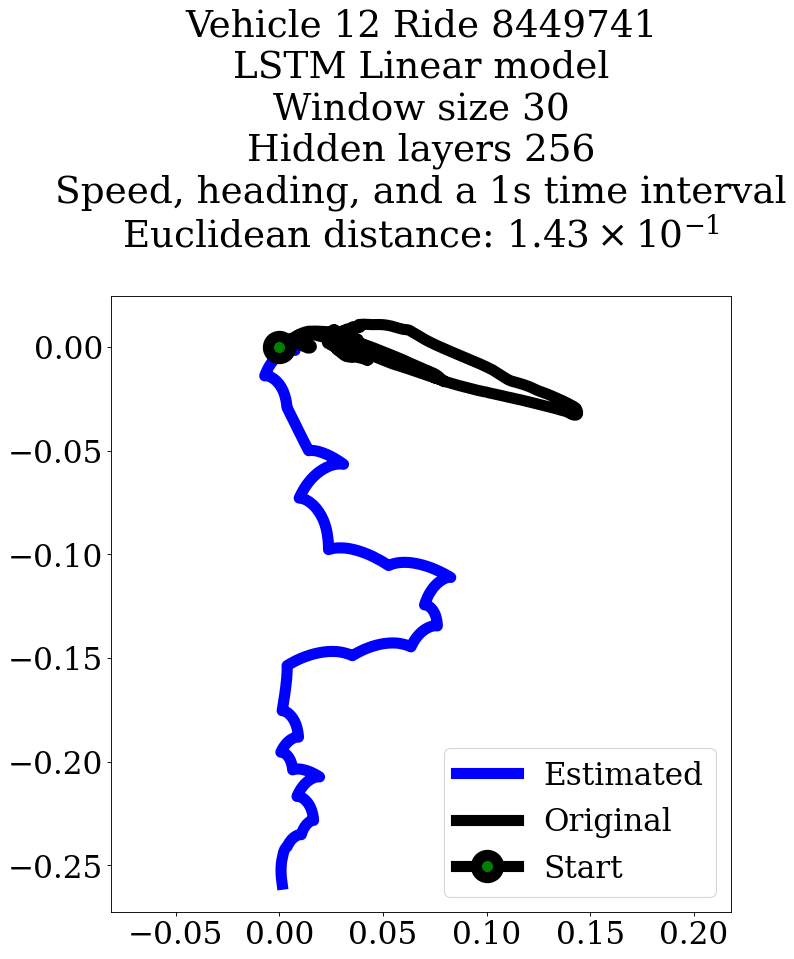 Vehicle 12 Ride 8449741
LSTM Linear model
Window size 30
Hidden layers 256
Speed, heading, and a 1s time interval
Euclidean distance: 1.43 × 10⁻¹
0.00
−0.05
−0.10
−0.15
−0.20
−0.25
Estimated
Original
Start
−0.05 0.00 0.05 0.10 0.15 0.20